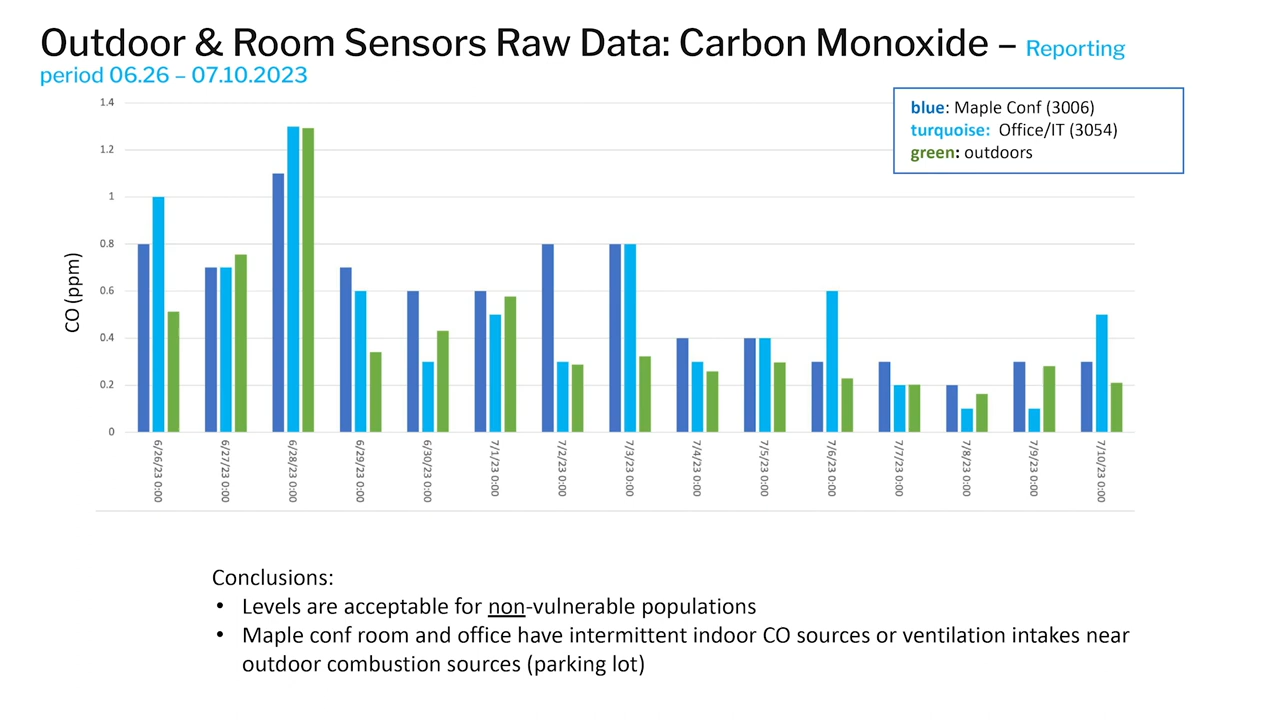 Outdoor & Room Sensors Raw Data: Carbon Monoxide – Reporting
period 06.26 – 07.10.2023
blue: Maple Conf (3006)
turquoise: Office/IT (3054)
green: outdoors
CO (ppm)
1.4
1.2
1
0.8
0.6
0.4
0.2
0
6/26/23 0:00
6/27/23 0:00
6/28/23 0:00
6/29/23 0:00
6/30/23 0:00
7/1/23 0:00
7/2/23 0:00
7/3/23 0:00
7/4/23 0:00
7/5/23 0:00
7/6/23 0:00
7/7/23 0:00
7/8/23 0:00
7/9/23 0:00
7/10/23 0:00
Conclusions:
• Levels are acceptable for non-vulnerable populations
• Maple conf room and office have intermittent indoor CO sources or ventilation intakes near
outdoor combustion sources (parking lot)